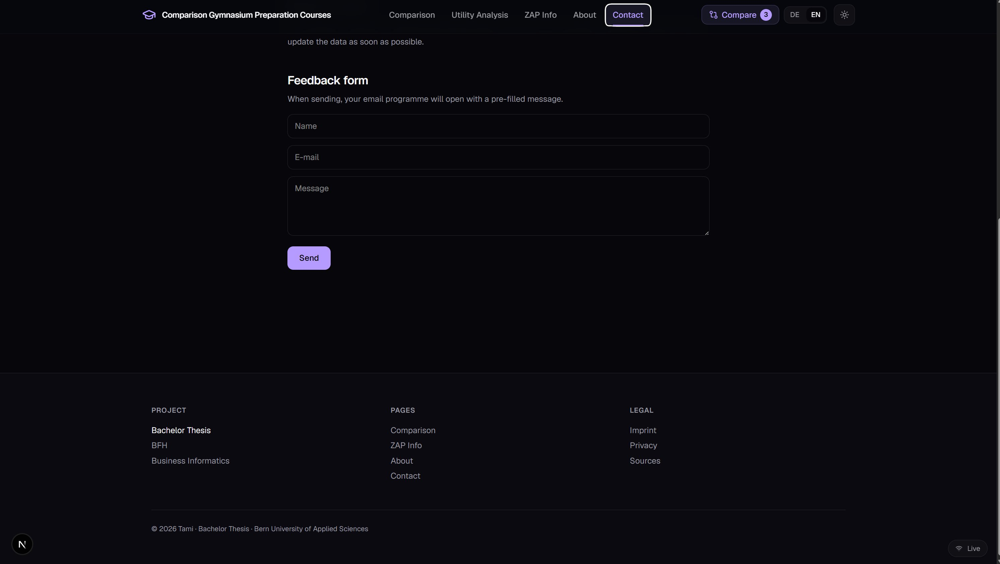 Comparison Gymnasium Preparation Courses
Comparison
Utility Analysis
ZAP Info
About
Contact
Compare 3
DE EN
update the data as soon as possible.
Feedback form
When sending, your email programme will open with a pre-filled message.
Name
E-mail
Message
Send
PROJECT
Bachelor Thesis
BFH
Business Informatics
PAGES
Comparison
ZAP Info
About
Contact
LEGAL
Imprint
Privacy
Sources
© 2026 Tami · Bachelor Thesis · Bern University of Applied Sciences
N
Live